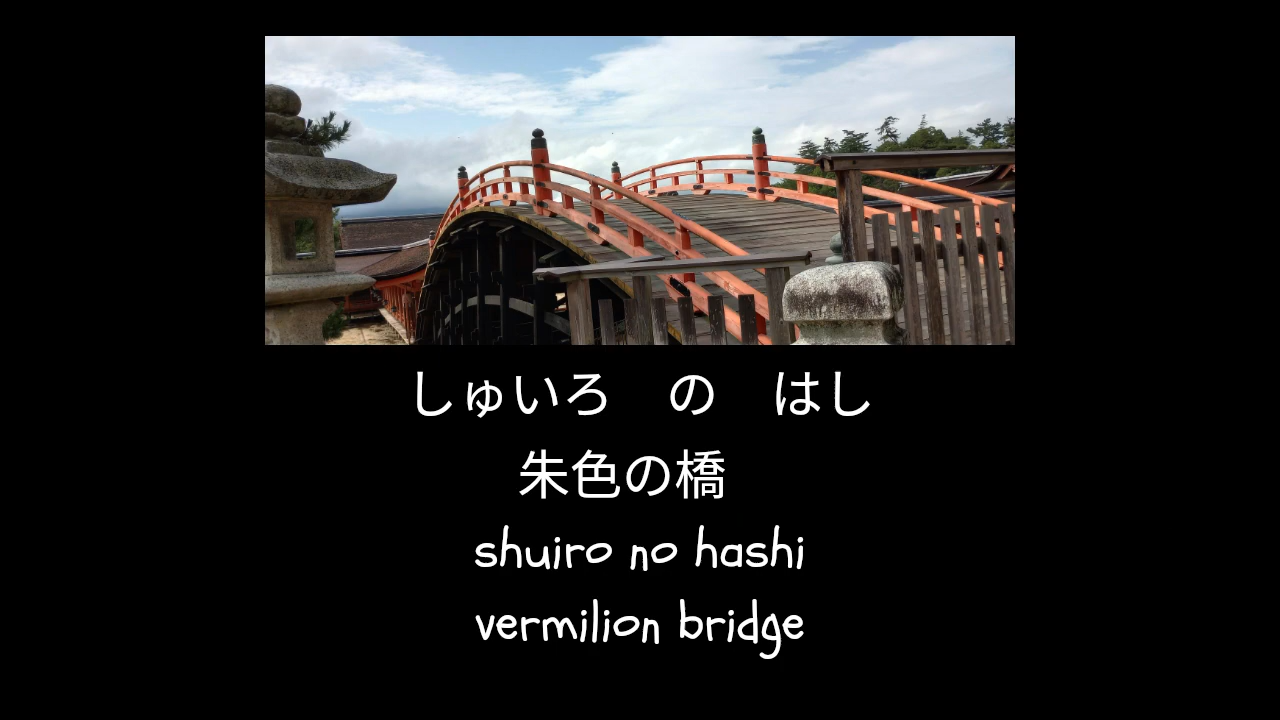 しゅいろ　の　はし
朱色の橋
shuiro no hashi
vermilion bridge